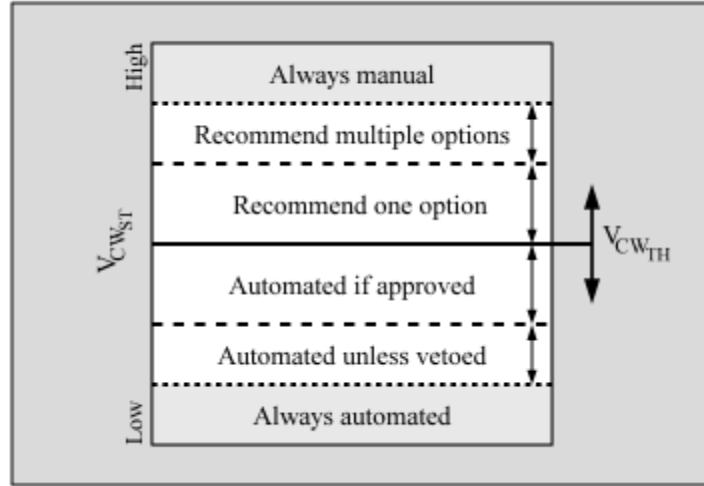 High
Always manual
Recommend multiple options
Recommend one option
V_CW_ST
V_CW_TH
Automated if approved
Automated unless vetoed
Low
Always automated